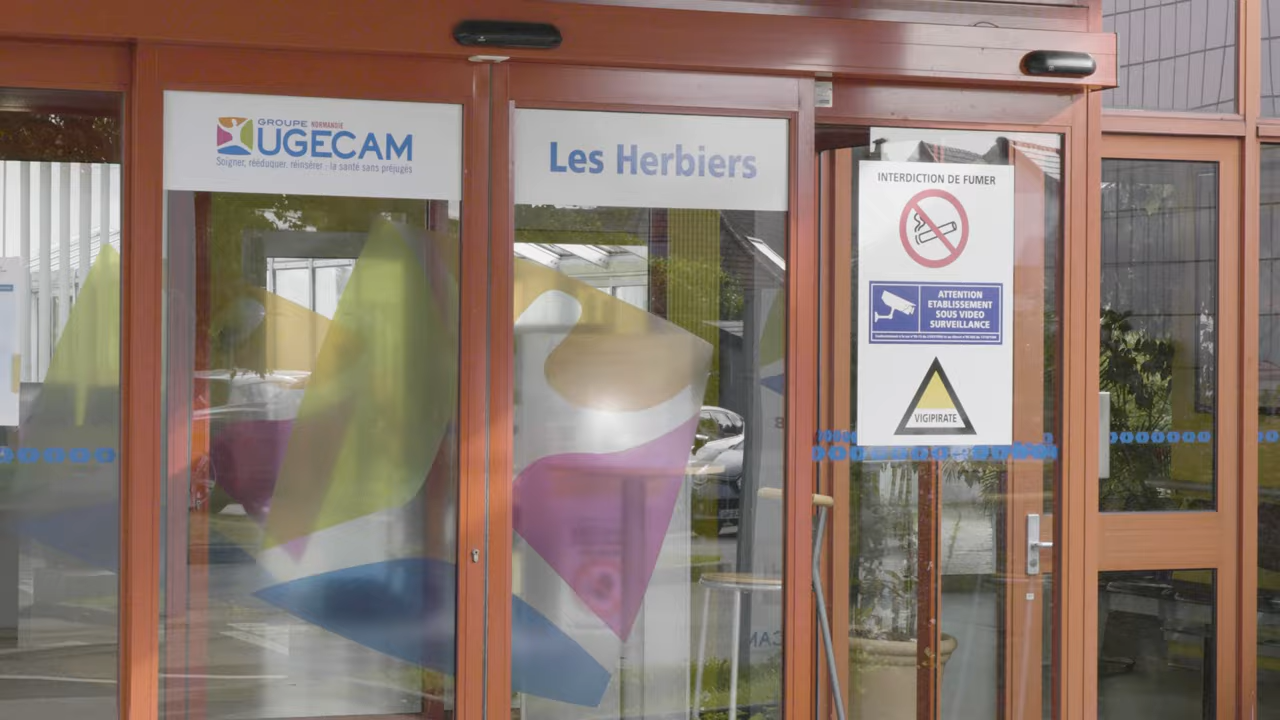 GROUPE NORMANDIE
UGECAM
Soigner, rééduquer, réinsérer : la santé sans préjugés
Les Herbiers
INTERDICTION DE FUMER
ATTENTION
ETABLISSEMENT
SOUS VIDEO
SURVEILLANCE
VIGIPIRATE